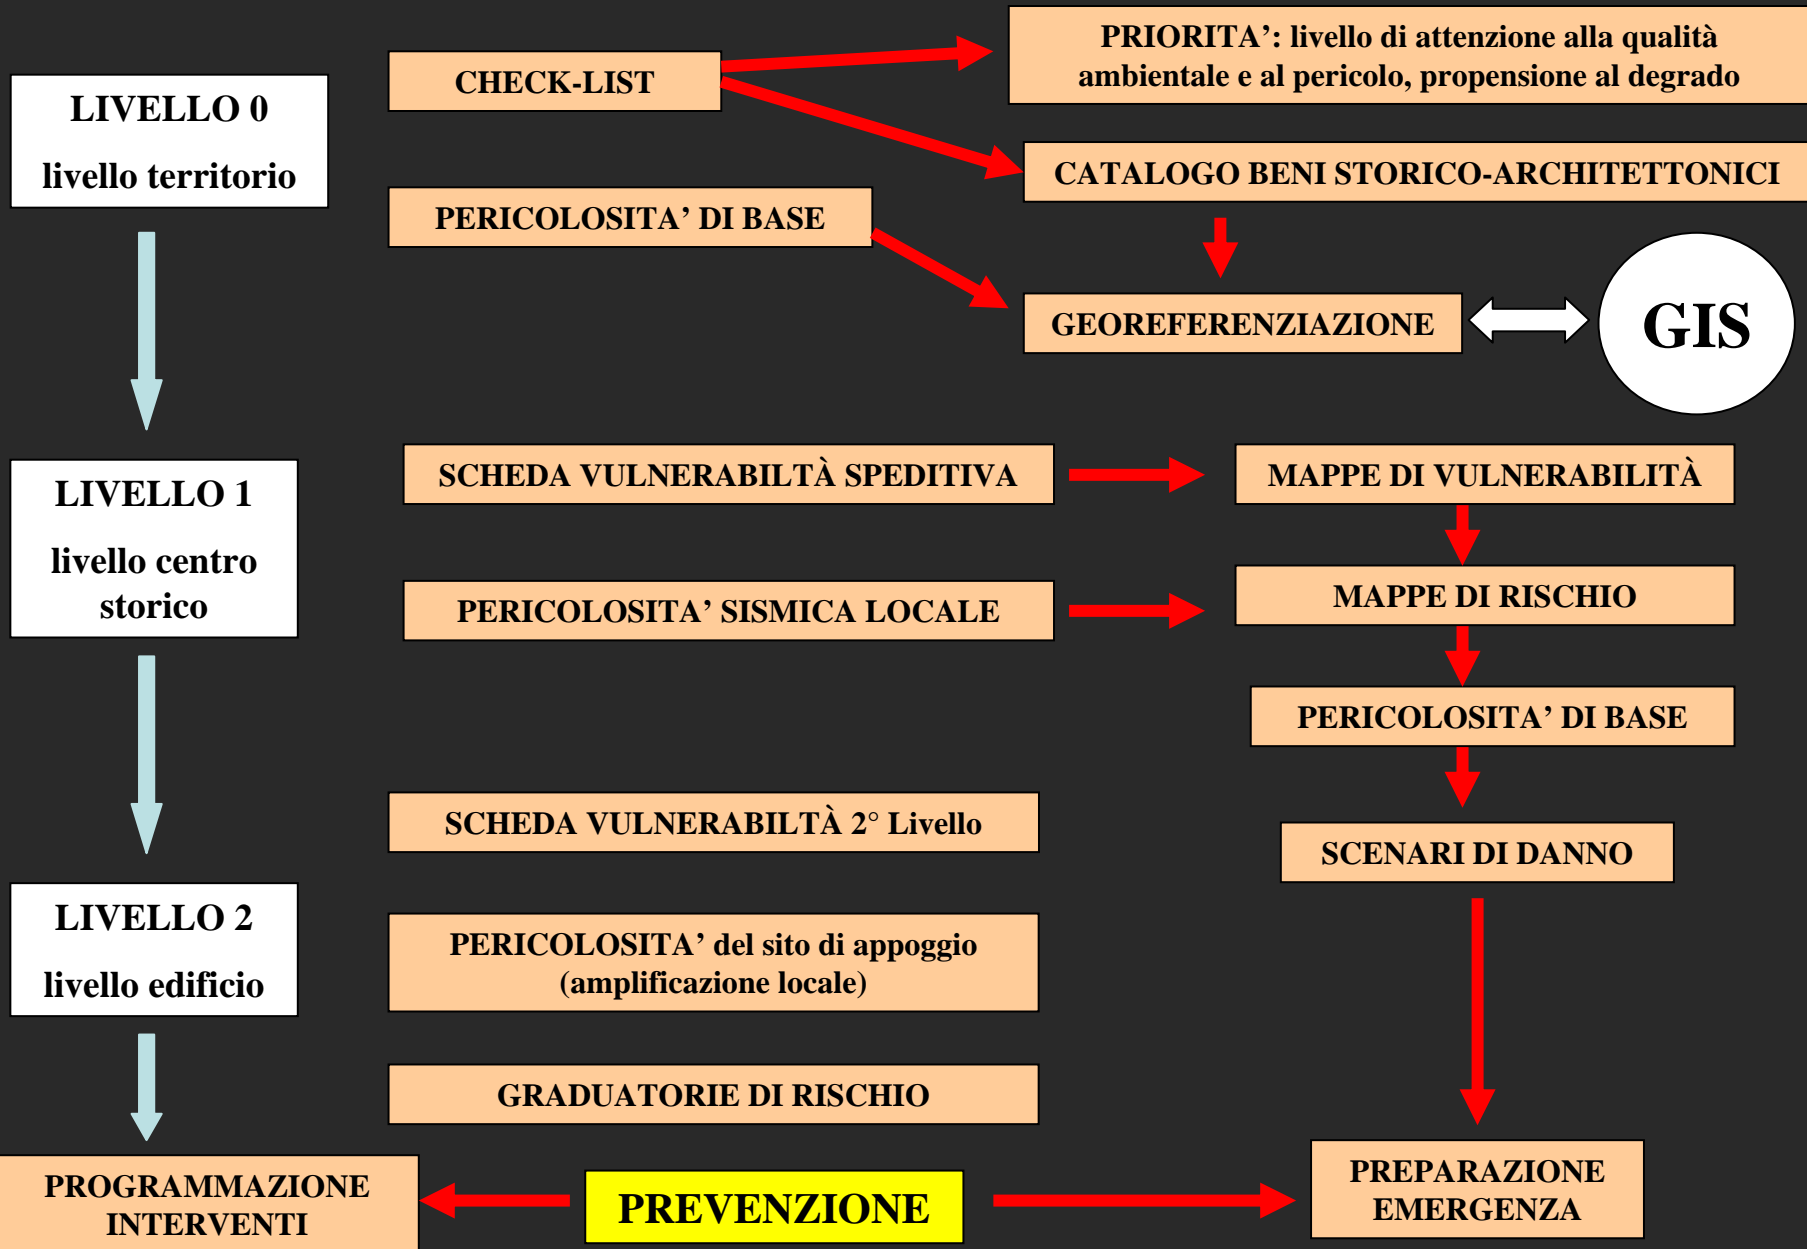 LIVELLO 0
livello territorio
CHECK-LIST
PRIORITA’: livello di attenzione alla qualità
ambientale e al pericolo, propensione al degrado
CATALOGO BENI STORICO-ARCHITETTONICI
PERICOLOSITA’ DI BASE
GEOREFERENZIAZIONE
GIS
LIVELLO 1
livello centro
storico
SCHEDA VULNERABILTÀ SPEDITIVA
MAPPE DI VULNERABILITÀ
PERICOLOSITA’ SISMICA LOCALE
MAPPE DI RISCHIO
PERICOLOSITA’ DI BASE
SCENARI DI DANNO
LIVELLO 2
livello edificio
SCHEDA VULNERABILTÀ 2° Livello
PERICOLOSITA’ del sito di appoggio
(amplificazione locale)
GRADUATORIE DI RISCHIO
PROGRAMMAZIONE
INTERVENTI
PREVENZIONE
PREPARAZIONE
EMERGENZA